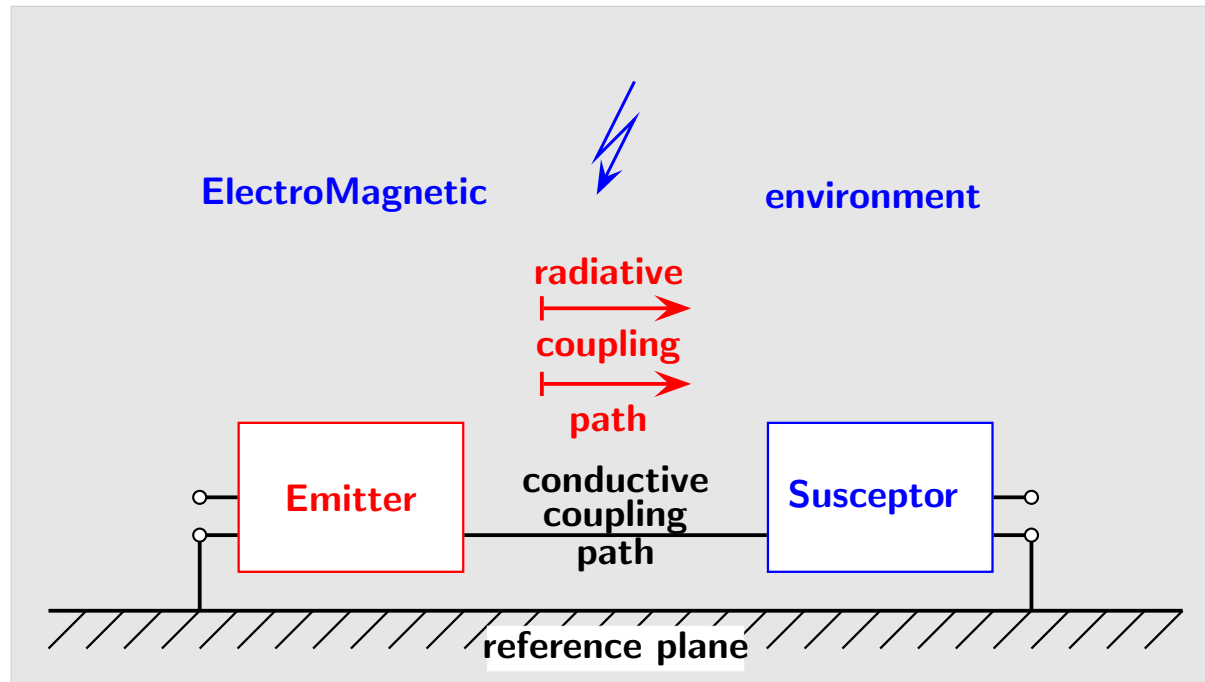 ElectroMagnetic
environment
radiative
coupling
path
Emitter
conductive
coupling
path
Susceptor
reference plane